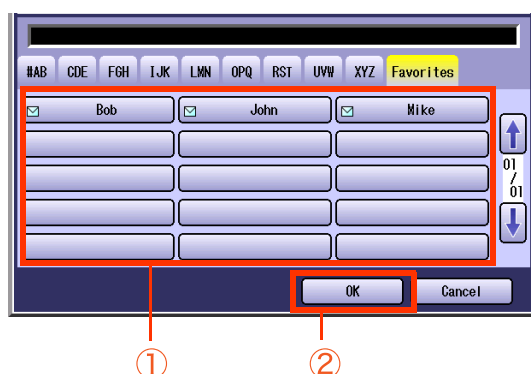 #AB CDE FGH IJK LMN OPQ RST UVW XYZ Favorites
Bob John Mike
01
/
01
OK Cancel
① ②